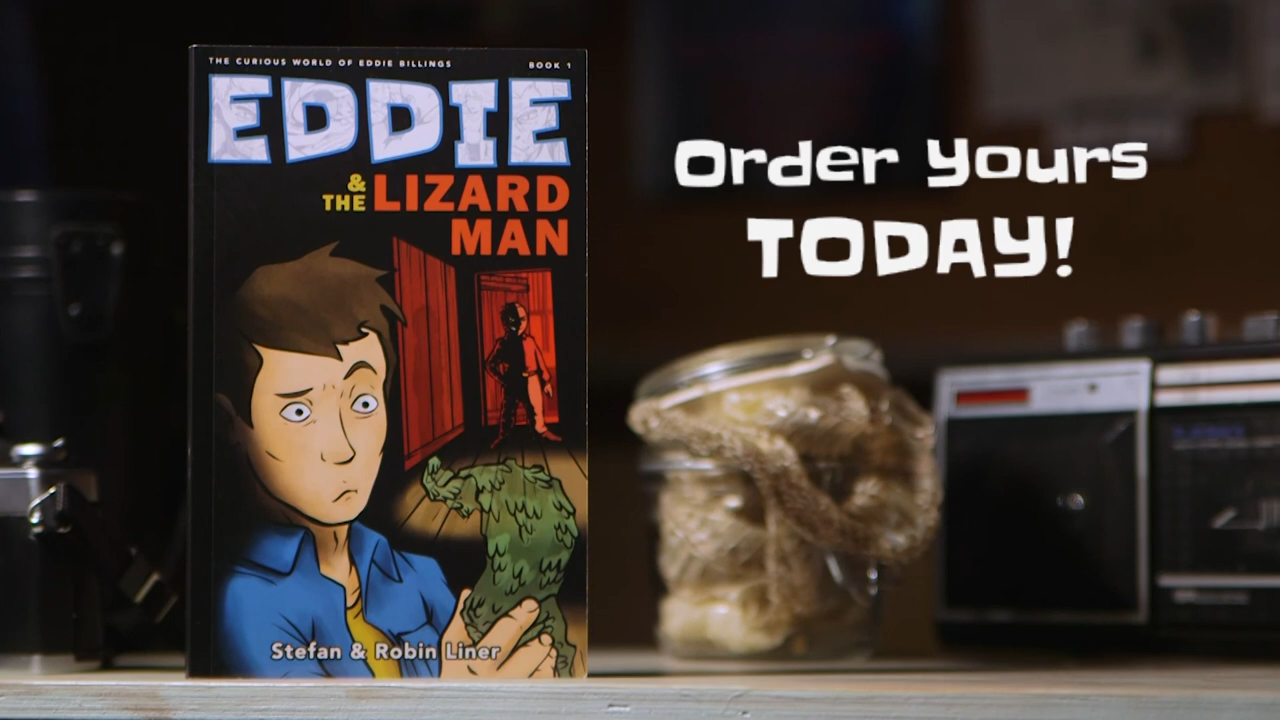 THE CURIOUS WORLD OF EDDIE BILLINGS BOOK 1
EDDIE
& THE LIZARD
MAN
Stefan & Robin Liner
Order Yours
TODAY!